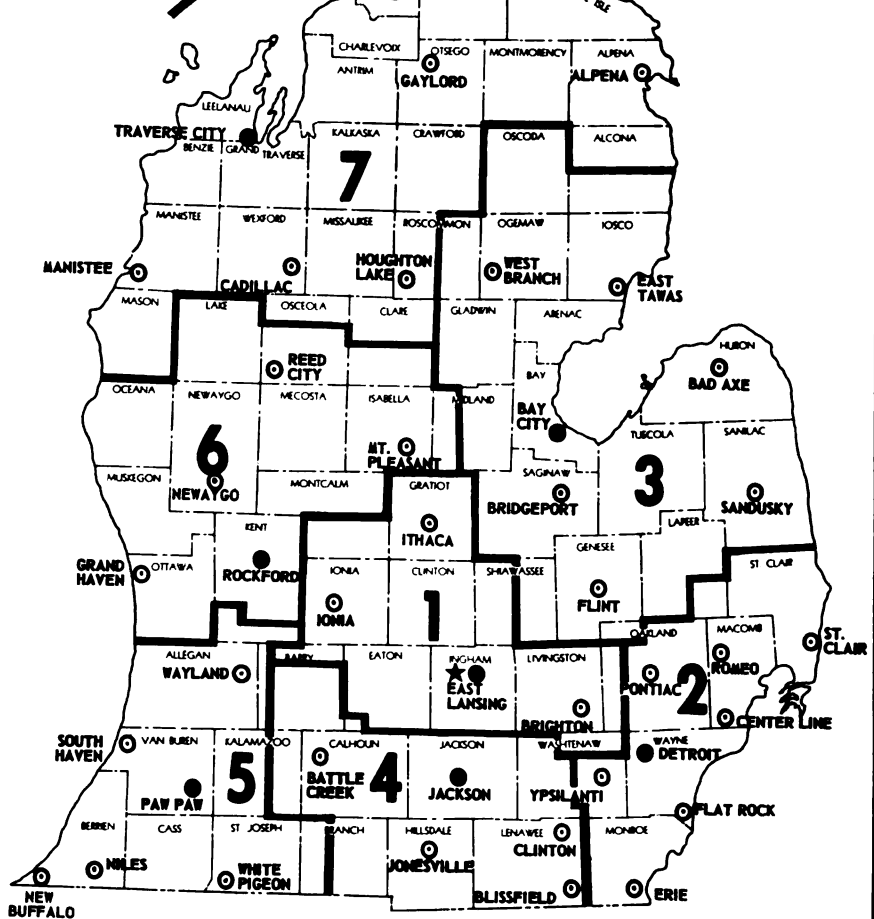 ISLE
CHARLEVOIX
OTSEGO
MONTMORENCY
ALPENA
ANTRIM
GAYLORD
ALPENA
LEELANAU
TRAVERSE CITY
KALKASKA
CRAWFORD
OSCODA
ALCONA
BENZIE
GRAND
TRAVERSE
7
MANISTEE
WEXFORD
MISSAUKEE
ROSCOMMON
OGEMAW
IOSCO
MANISTEE
CADILLAC
HOUGHTON
LAKE
WEST
BRANCH
EAST
TAWAS
MASON
LAKE
OSCEOLA
CLARE
GLADWIN
ARENAC
HURON
REED
CITY
BAY
BAD AXE
OCEANA
NEWAYGO
MECOSTA
ISABELLA
MIDLAND
BAY
CITY
TUSCOLA
SANILAC
6
MT.
PLEASANT
SAGINAW
3
MUSKEGON
NEWAYGO
MONTCALM
GRATIOT
BRIDGEPORT
SANDUSKY
LAPEER
KENT
ITHACA
GENESEE
ST CLAIR
GRAND
HAVEN
OTTAWA
ROCKFORD
IONIA
CLINTON
SHIAWASSEE
IONIA
1
FLINT
OAKLAND
MACOMB
ST.
CLAIR
ALLEGAN
BARRY
EATON
INGHAM
LIVINGSTON
ROMEO
WAYLAND
EAST
LANSING
PONTIAC
2
BRIGHTON
CENTER LINE
SOUTH
HAVEN
VAN BUREN
KALAMAZOO
CALHOUN
JACKSON
WASHTENAW
WAYNE
DETROIT
5
BATTLE
CREEK
4
JACKSON
YPSILANTI
PAW PAW
FLAT ROCK
BERRIEN
CASS
ST JOSEPH
BRANCH
HILLSDALE
LENAWEE
MONROE
CLINTON
NILES
WHITE
PIGEON
JONESVILLE
BLISSFIELD
ERIE
NEW
BUFFALO